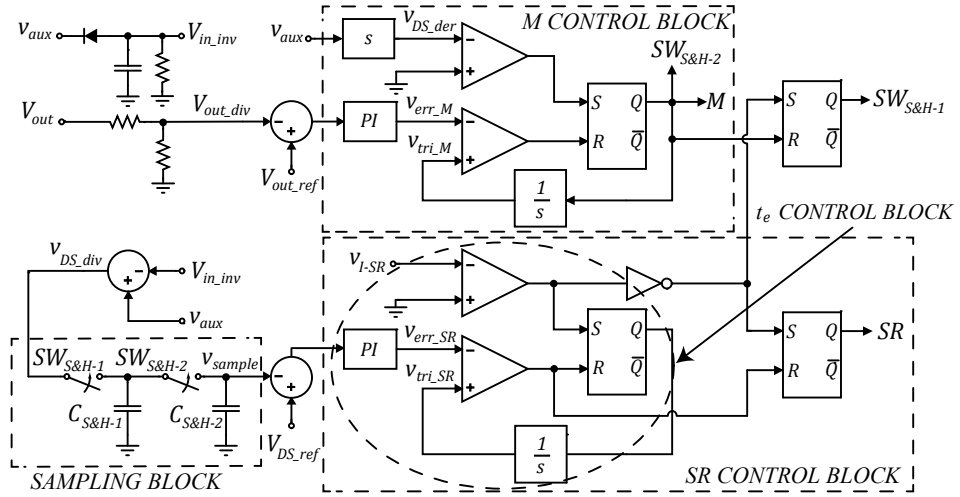 M CONTROL BLOCK
v_aux
V_in_inv
v_aux
s
v_DS_der
-
+
SW_S&H-2
S Q
R Q̅
M
S Q
R Q̅
SW_S&H-1
V_out
V_out_div
-
+
V_out_ref
PI
v_err_M
v_tri_M
-
+
1/s
t_e CONTROL BLOCK
v_DS_div
-
+
V_in_inv
v_aux
v_I-SR
-
+
SW_S&H-1
SW_S&H-2
v_sample
C_S&H-1
C_S&H-2
-
+
V_DS_ref
PI
v_err_SR
v_tri_SR
-
+
S Q
R Q̅
S Q
R Q̅
SR
1/s
SAMPLING BLOCK
SR CONTROL BLOCK